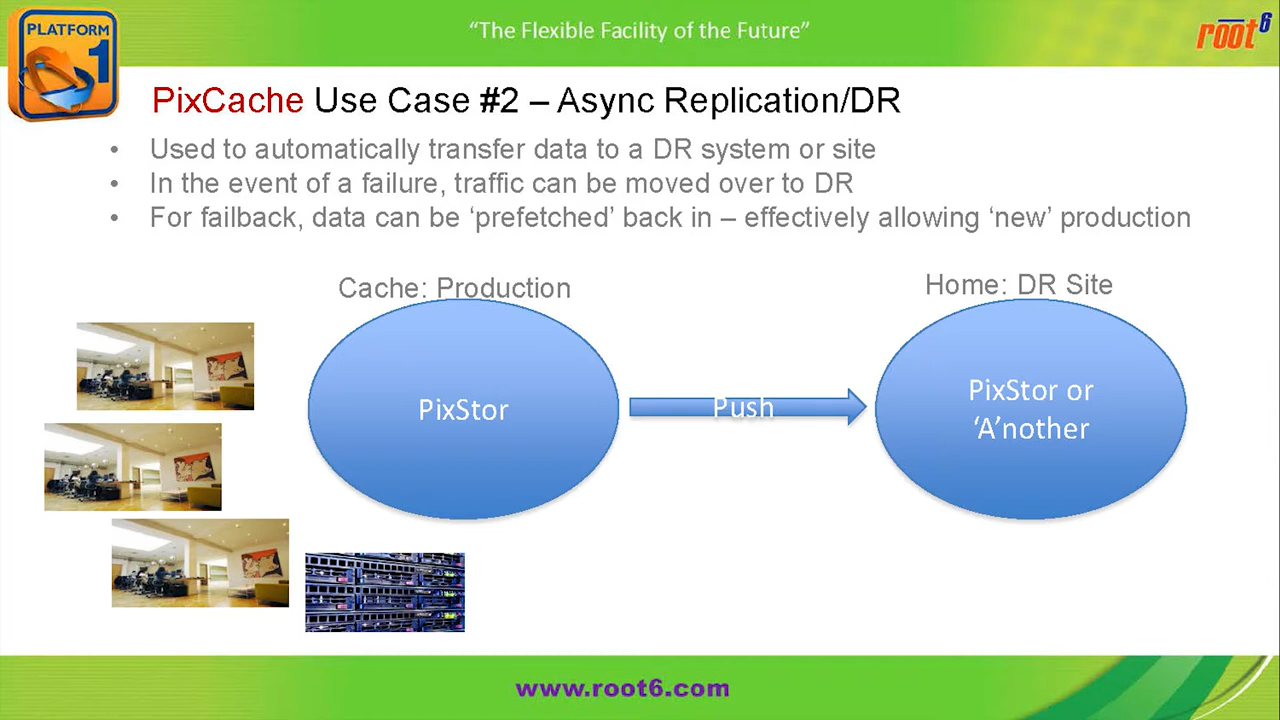 “The Flexible Facility of the Future”
PLATFORM
1
root6
PixCache Use Case #2 – Async Replication/DR
• Used to automatically transfer data to a DR system or site
• In the event of a failure, traffic can be moved over to DR
• For failback, data can be ‘prefetched’ back in – effectively allowing ‘new’ production
Cache: Production
Home: DR Site
PixStor
Push
PixStor or
‘A’nother
www.root6.com